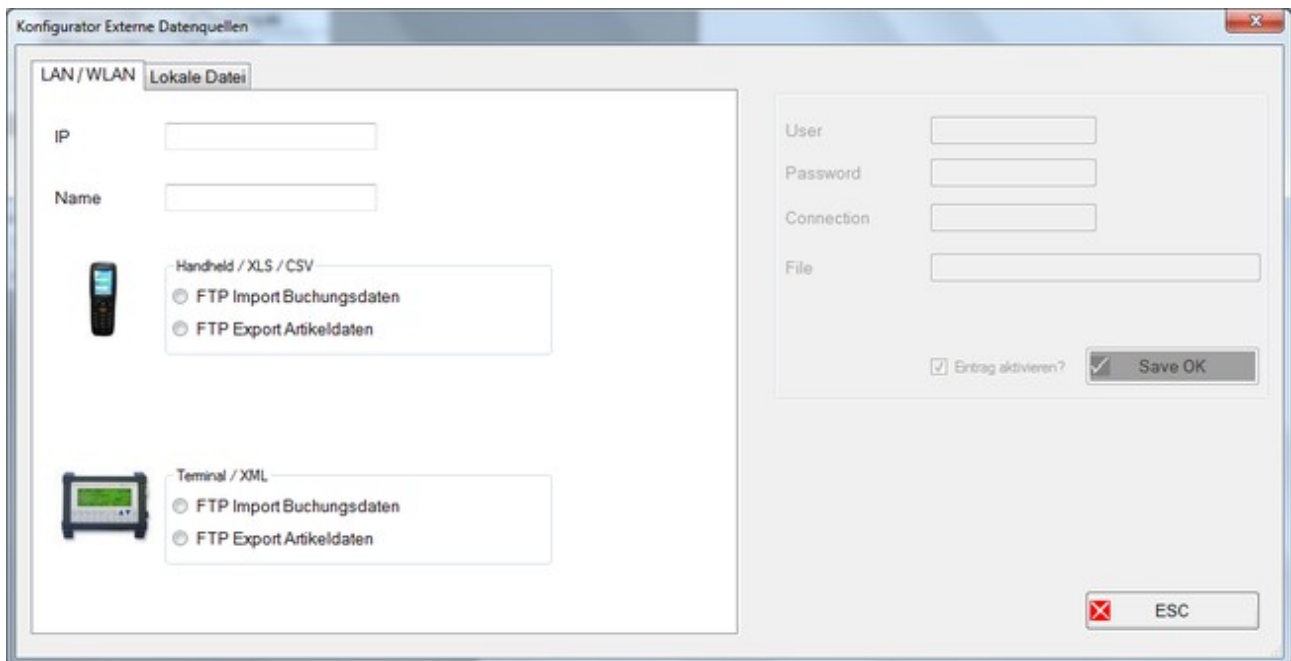 Konfigurator Externe Datenquellen
LAN / WLAN
Lokale Datei
IP
Name
Handheld / XLS / CSV
FTP Import Buchungsdaten
FTP Export Artikeldaten
Terminal / XML
FTP Import Buchungsdaten
FTP Export Artikeldaten
User
Password
Connection
File
Eintrag aktivieren?
Save OK
ESC